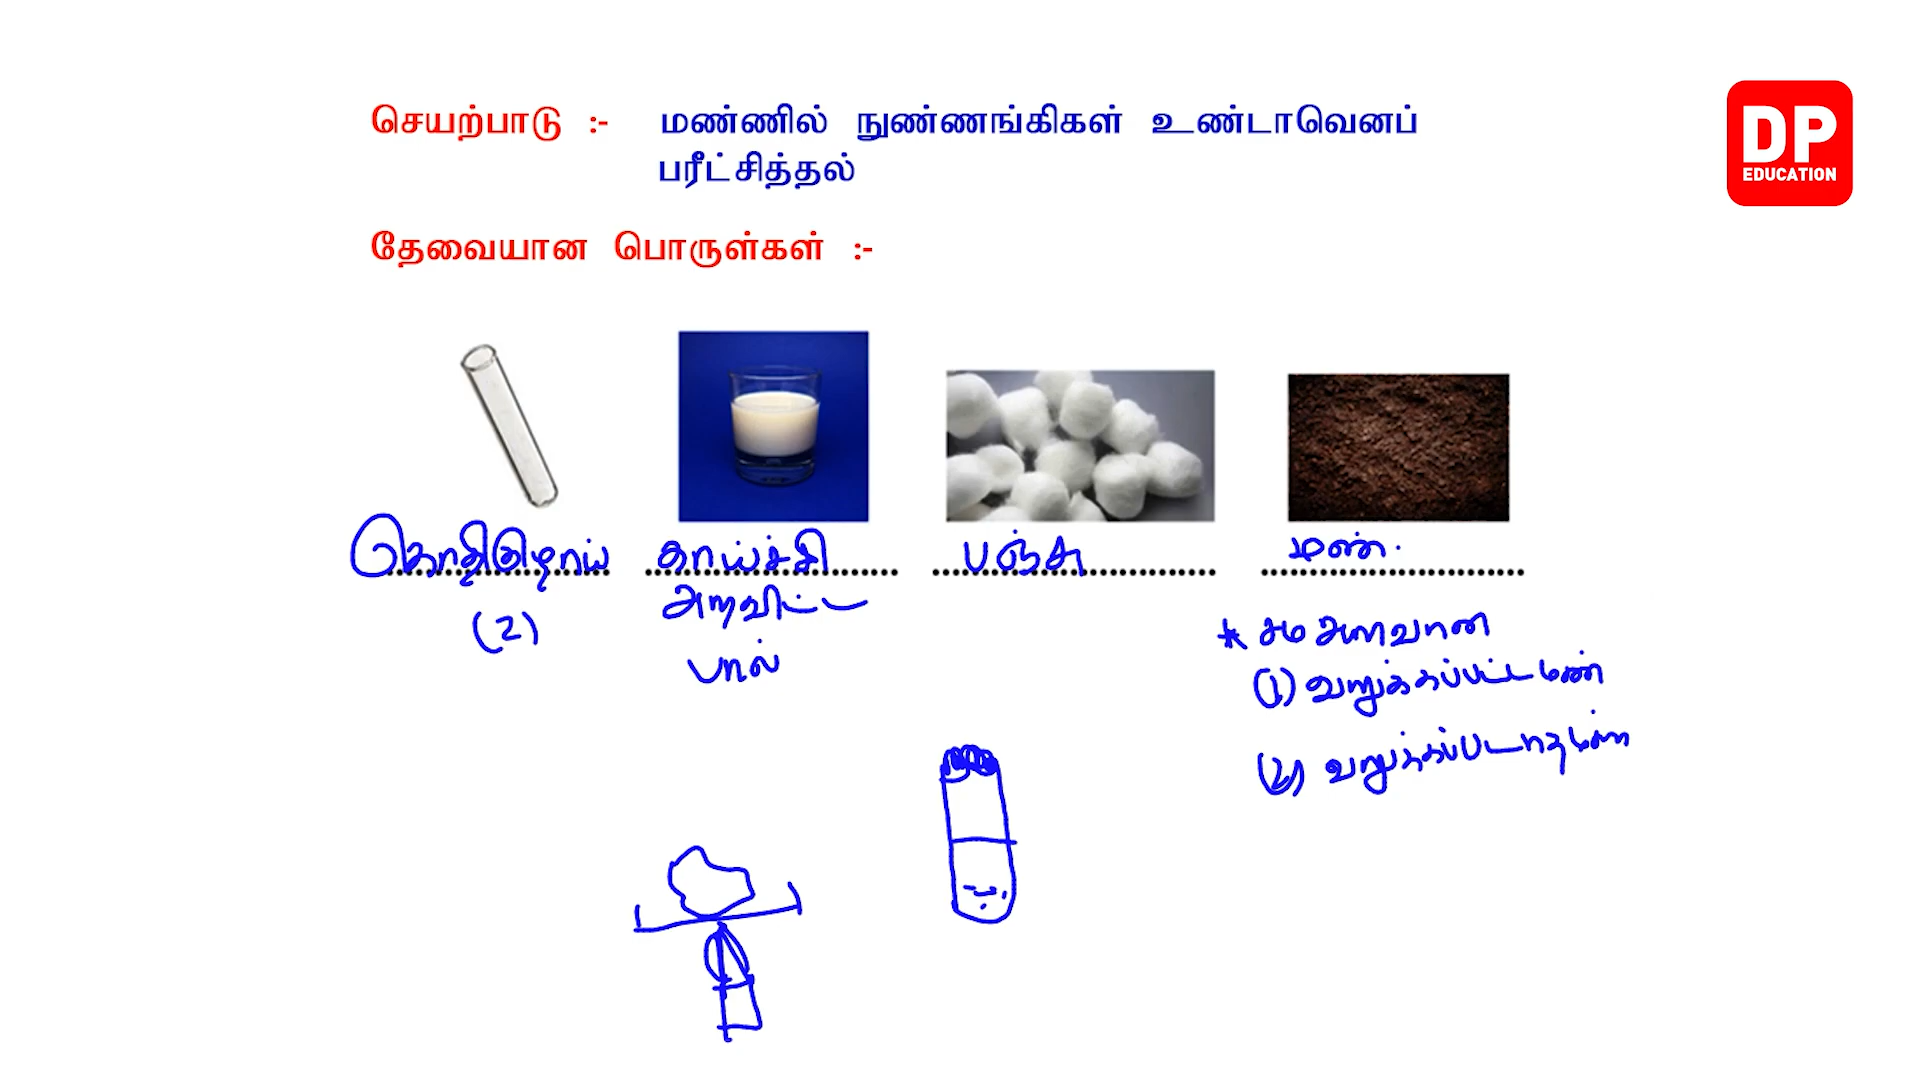 செயற்பாடு :- மண்ணில் நுண்ணங்கிகள் உண்டாவெனப்
பரீட்சித்தல்
DP
EDUCATION
தேவையான பொருள்கள் :-
கொதிகுழாய் காய்ச்சி பஞ்சு மண்.
(2) அறவிட்ட
பால்
* சம அளவான
(1) வறுக்கப்பட்ட மண்
(2) வறுக்கப்படாத மண்